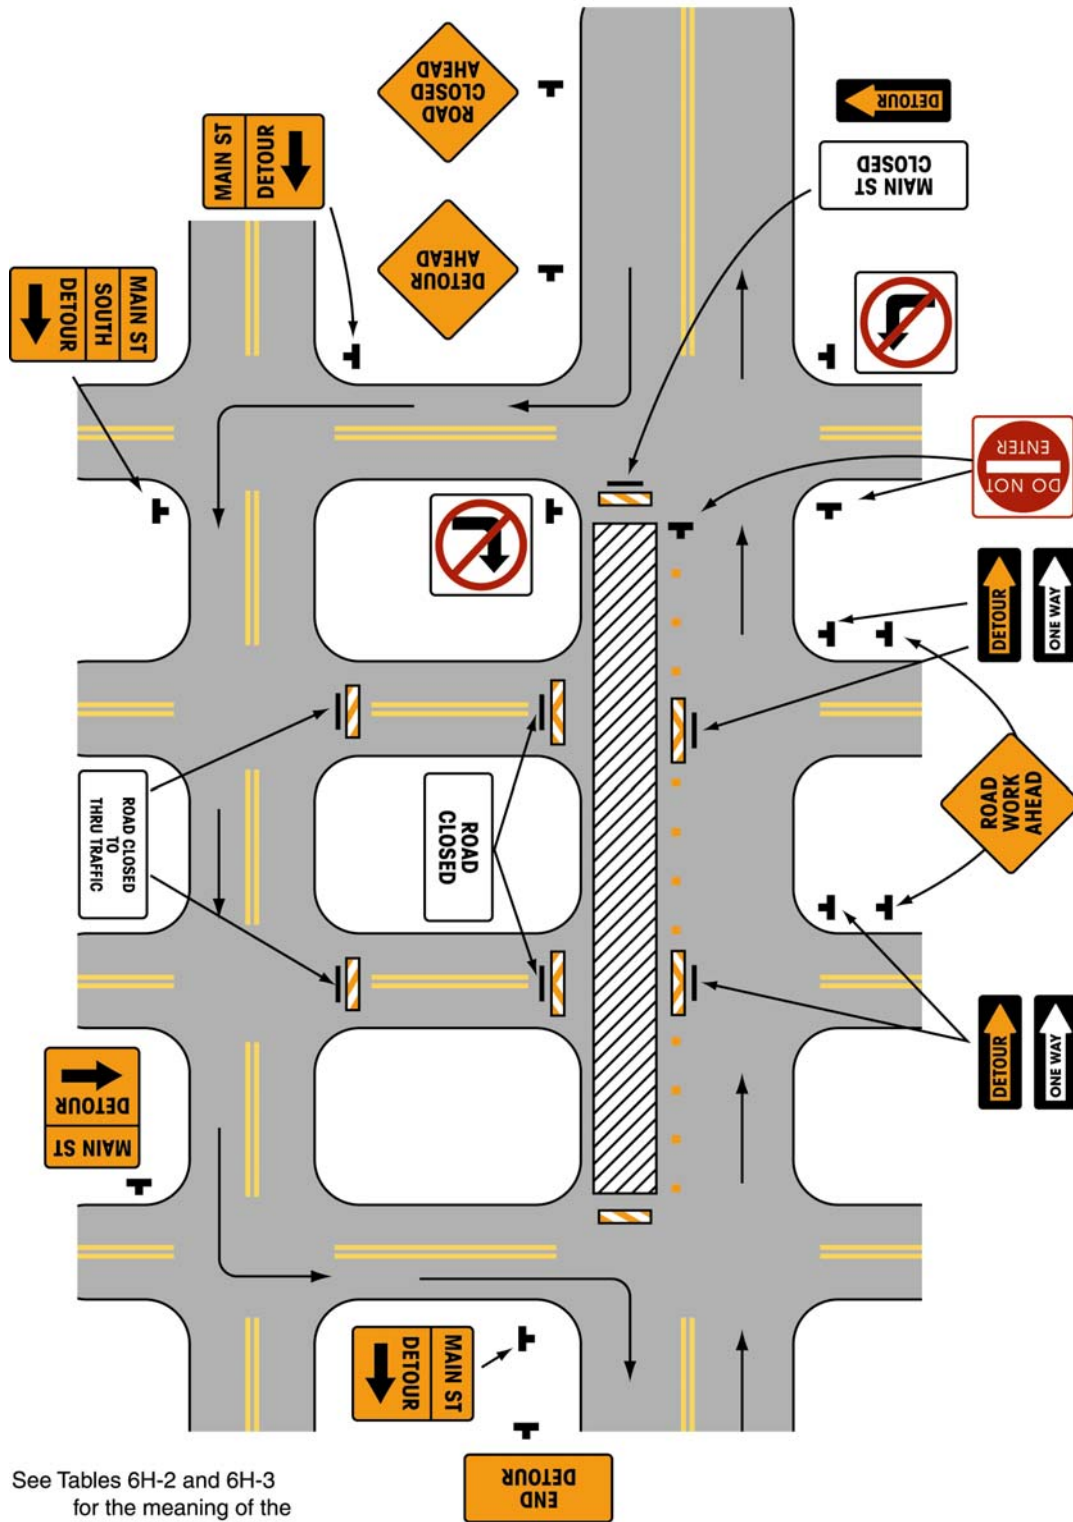 ROAD
CLOSED
AHEAD
DETOUR
MAIN ST
CLOSED
MAIN ST
DETOUR
DETOUR
AHEAD
MAIN ST
SOUTH
DETOUR
DO NOT
ENTER
DETOUR
ONE WAY
ROAD
WORK
AHEAD
ROAD CLOSED
TO
THRU TRAFFIC
ROAD
CLOSED
DETOUR
ONE WAY
MAIN ST
DETOUR
MAIN ST
DETOUR
END
DETOUR
See Tables 6H-2 and 6H-3
for the meaning of the